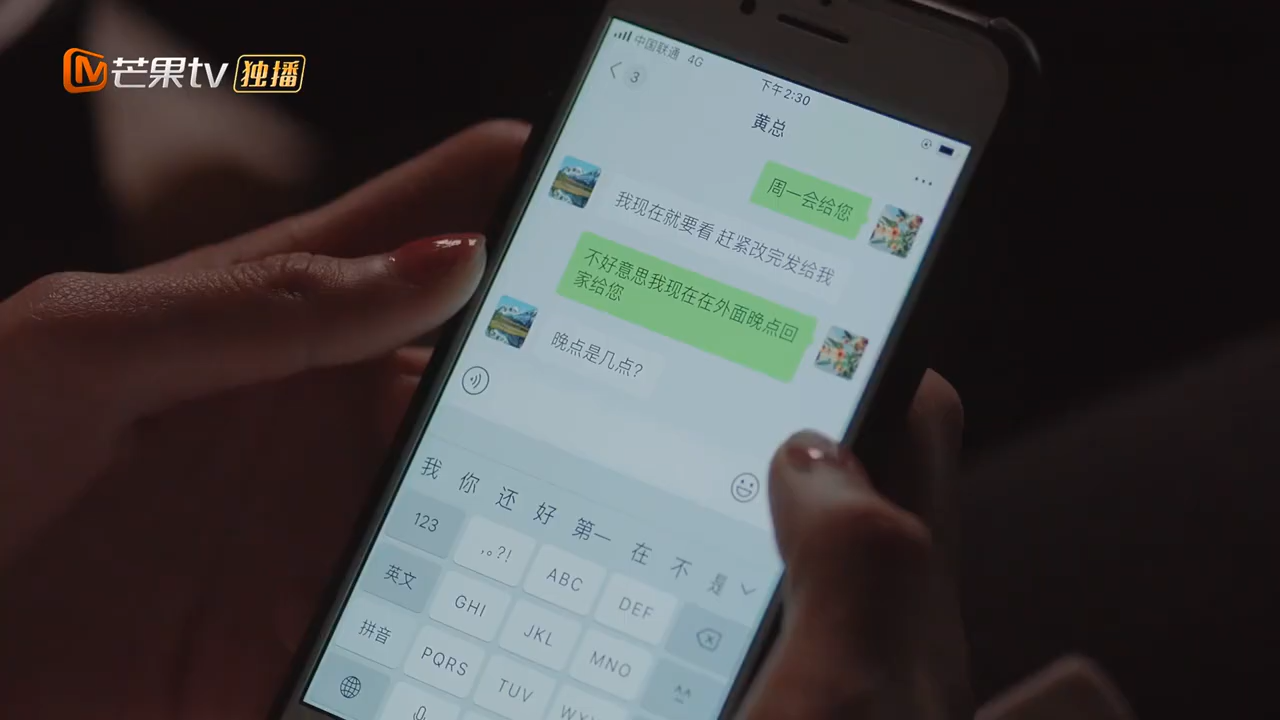 芒果tv 独播
中国联通 4G
下午2:30
3
黄总
周一会给您
我现在就要看 赶紧改完发给我
不好意思我现在在外面晚点回
家给您
晚点是几点?
我 你 还 好 第一 在 不 是
123
,。?!
ABC
DEF
英文
GHI
JKL
MNO
拼音
PQRS
TUV